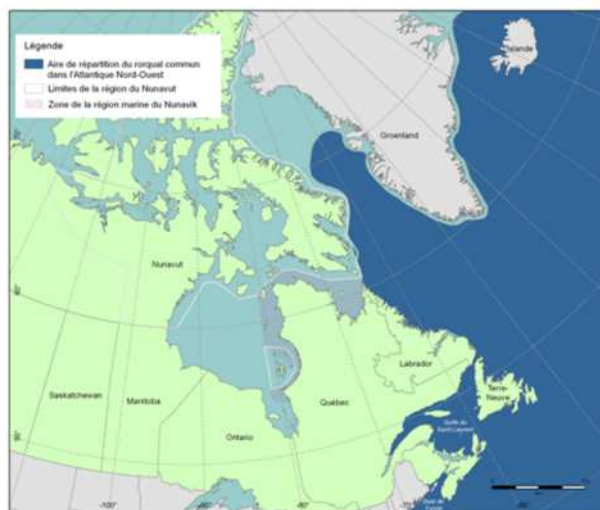 Légende
Aire de répartition du rorqual commun
dans l'Atlantique Nord-Ouest
Limites de la région du Nunavut
Zone de la région marine du Nunavik
Islande
Groenland
Nunavut
Labrador
Terre-
Neuve
Saskatchewan
Manitoba
Québec
Ontario
Golfe du
Saint-Laurent
-100°
-80°